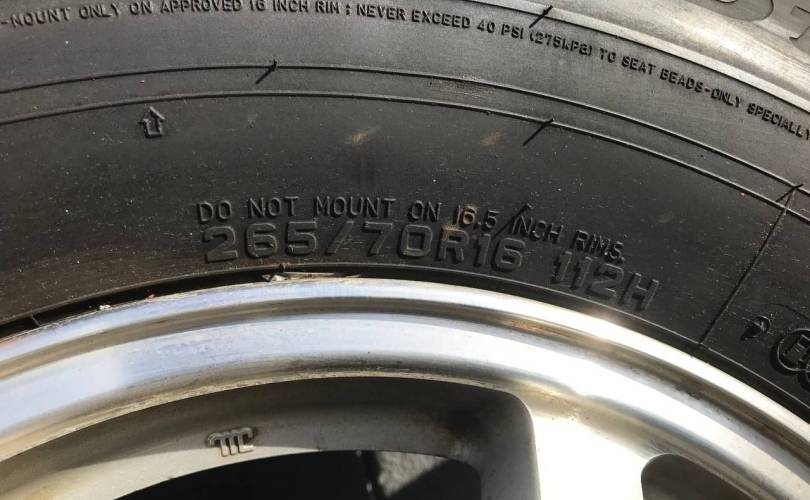 -MOUNT ONLY ON APPROVED 16 INCH RIM : NEVER EXCEED 40 PSI (275kPa) TO SEAT BEADS-ONLY SPECIALLY
DO NOT MOUNT ON 16.5 INCH RIMS.
265/70R16 112H